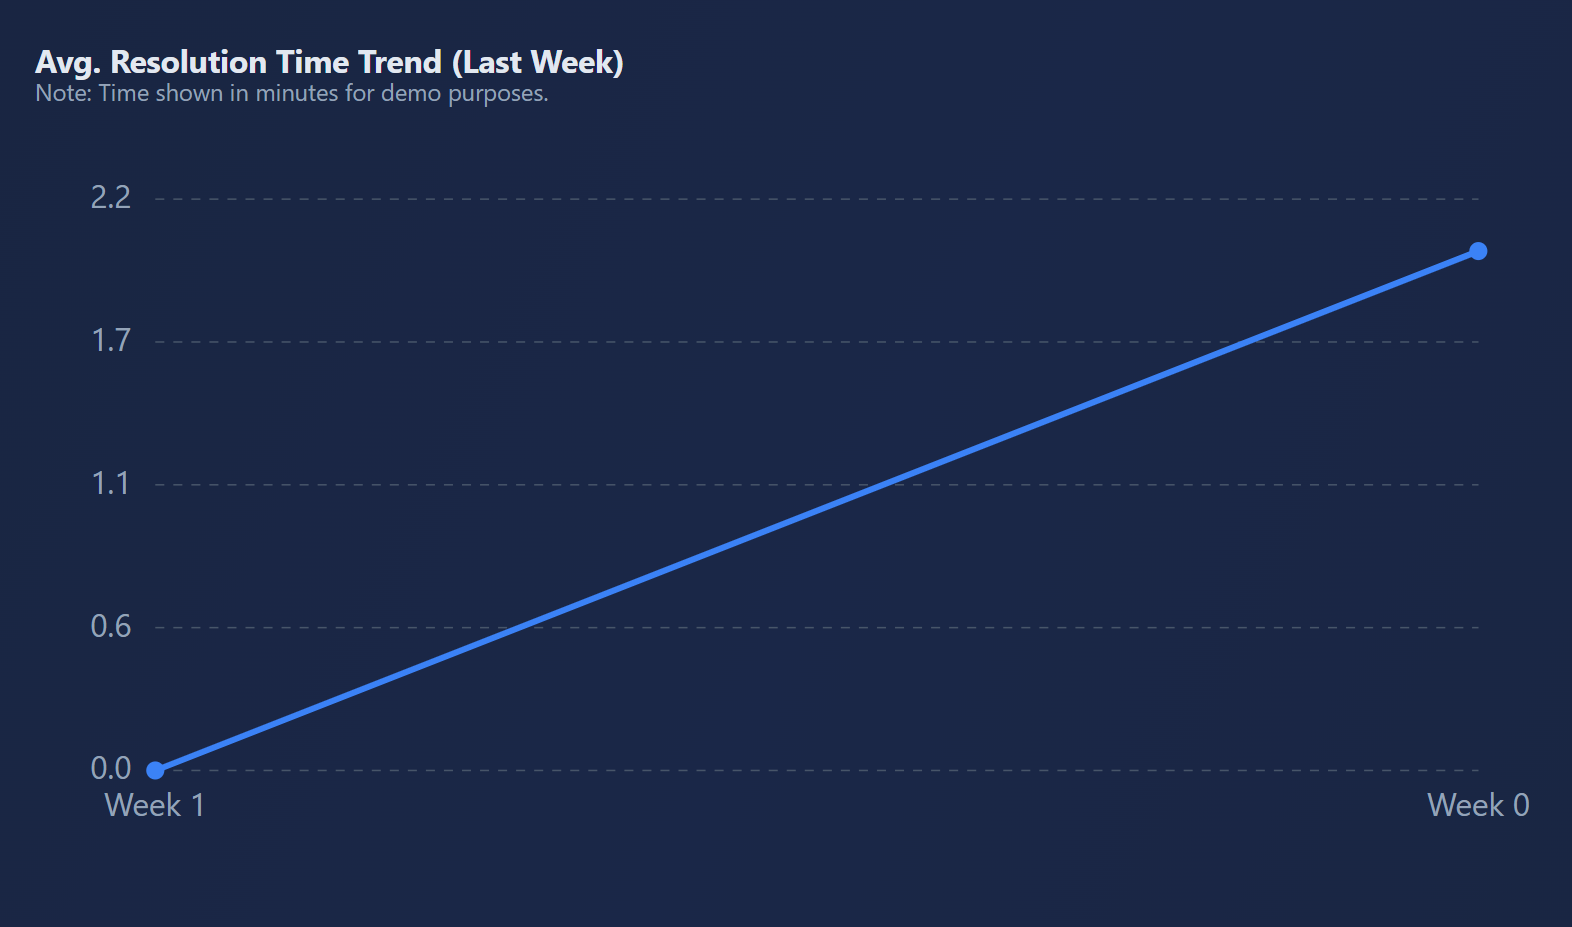 Avg. Resolution Time Trend (Last Week)
Note: Time shown in minutes for demo purposes.
2.2
1.7
1.1
0.6
0.0
Week 1
Week 0